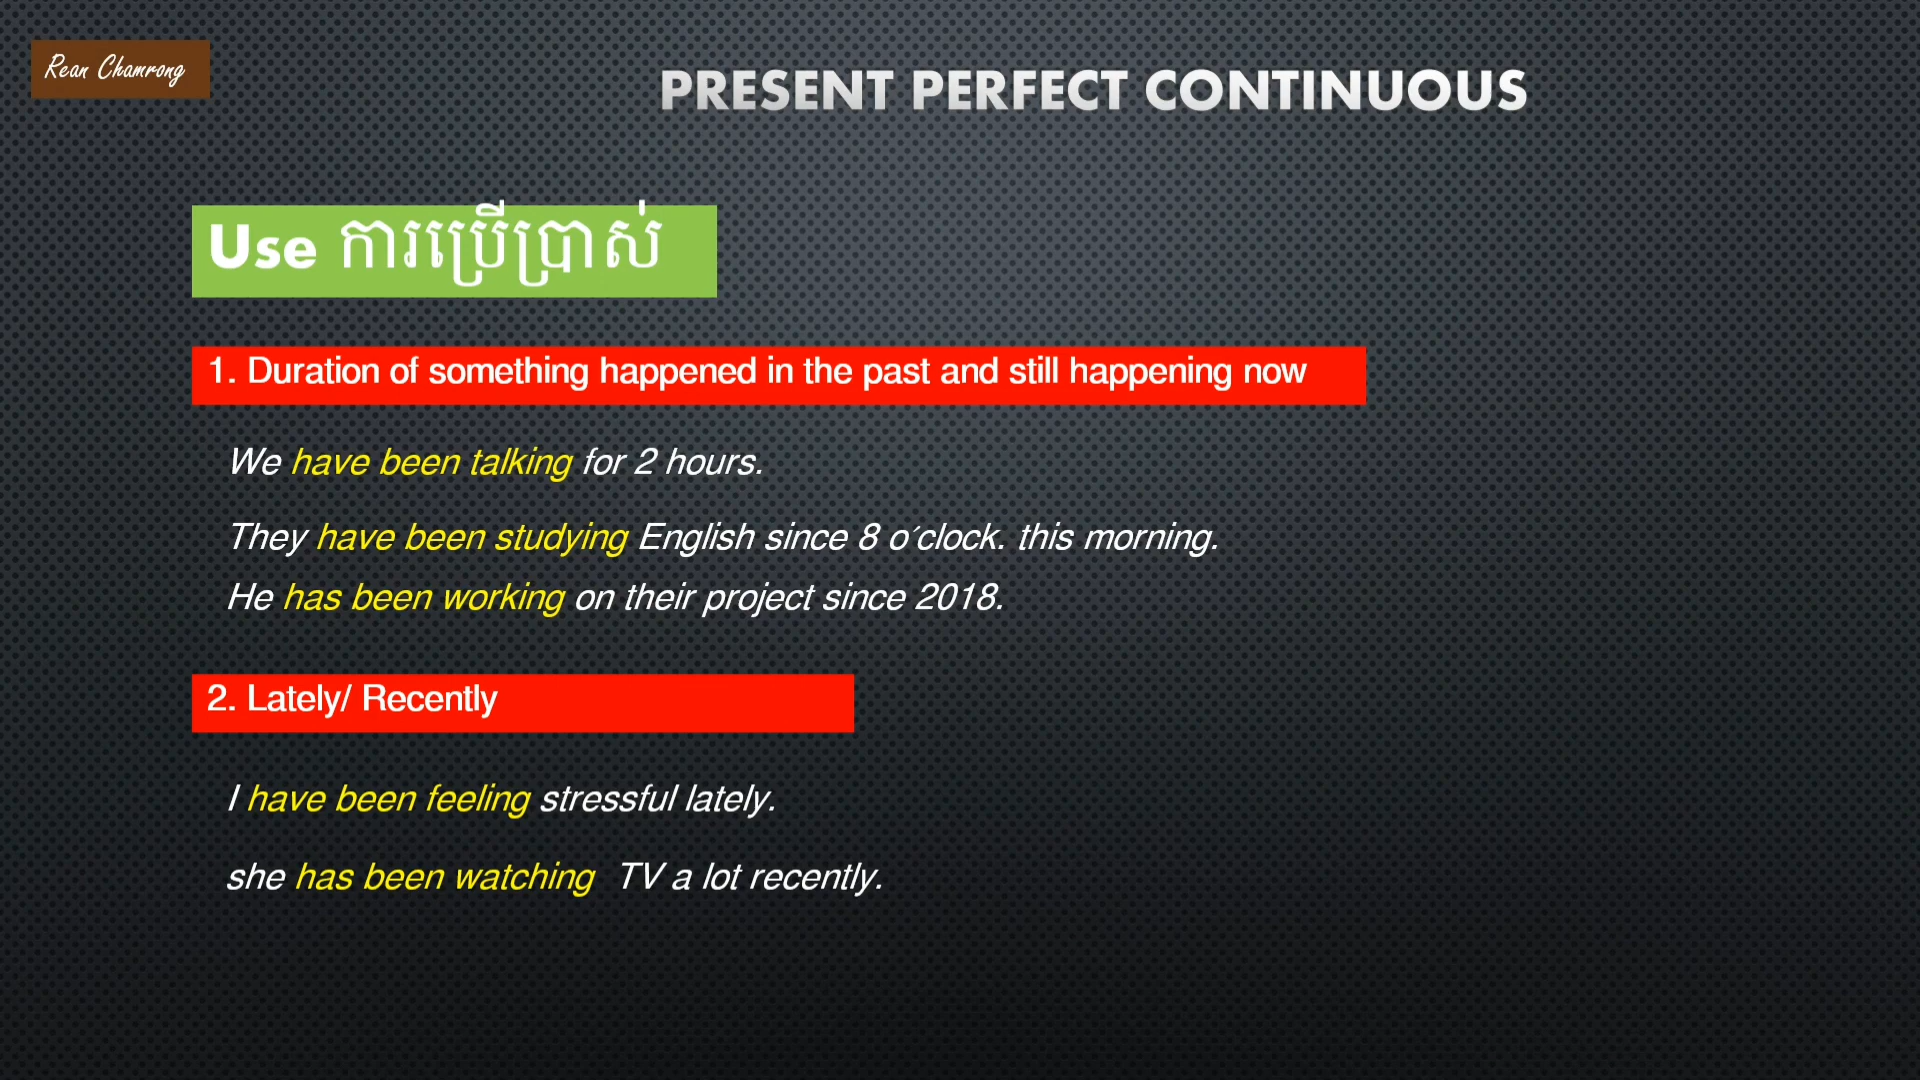 Rean Chamrong
PRESENT PERFECT CONTINUOUS
Use ការប្រើប្រាស់
1. Duration of something happened in the past and still happening now
We have been talking for 2 hours.
They have been studying English since 8 o´clock. this morning.
He has been working on their project since 2018.
2. Lately/ Recently
I have been feeling stressful lately.
she has been watching TV a lot recently.